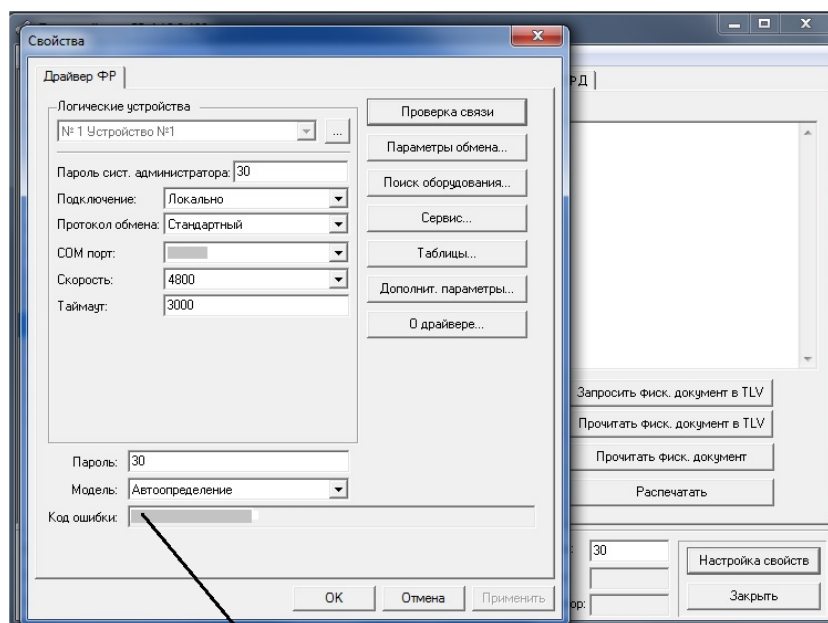 Свойства
Драйвер ФР
Логические устройства
№ 1 Устройство №1
...
Пароль сист. администратора: 30
Подключение: Локально
Протокол обмена: Стандартный
COM порт:
Скорость: 4800
Таймаут: 3000
Проверка связи
Параметры обмена...
Поиск оборудования...
Сервис...
Таблицы...
Дополнит. параметры...
О драйвере...
Пароль: 30
Модель: Автоопределение
Код ошибки:
ОК
Отмена
Применить
РД
Запросить фиск. документ в TLV
Прочитать фиск. документ в TLV
Прочитать фиск. документ
Распечатать
: 30
ор:
Настройка свойств
Закрыть